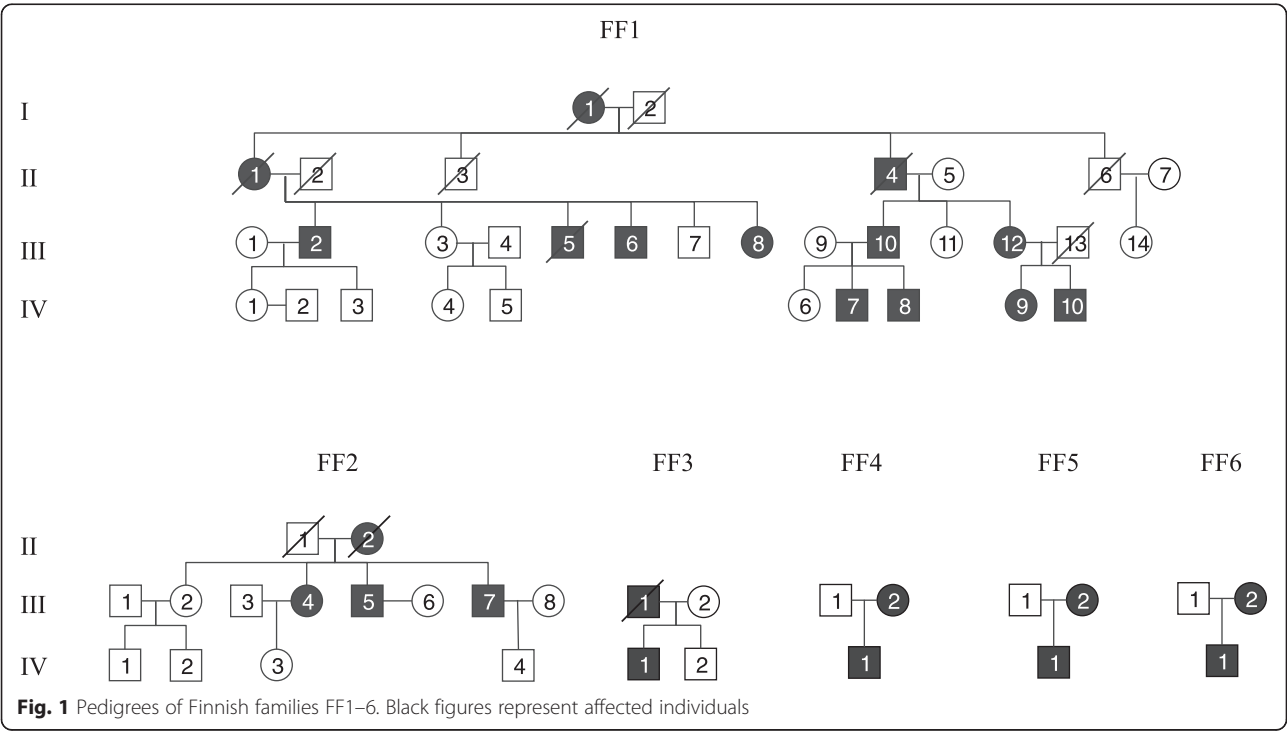 FF1
I
1 2
II
1 2 3 4 5 6 7
III
1 2 3 4 5 6 7 8 9 10 11 12 13 14
IV
1 2 3 4 5 6 7 8 9 10
FF2 FF3 FF4 FF5 FF6
II
1 2
III
1 2 3 4 5 6 7 8 1 2 1 2 1 2 1 2
IV
1 2 3 4 1 2 1 1 1
Fig. 1 Pedigrees of Finnish families FF1–6. Black figures represent affected individuals